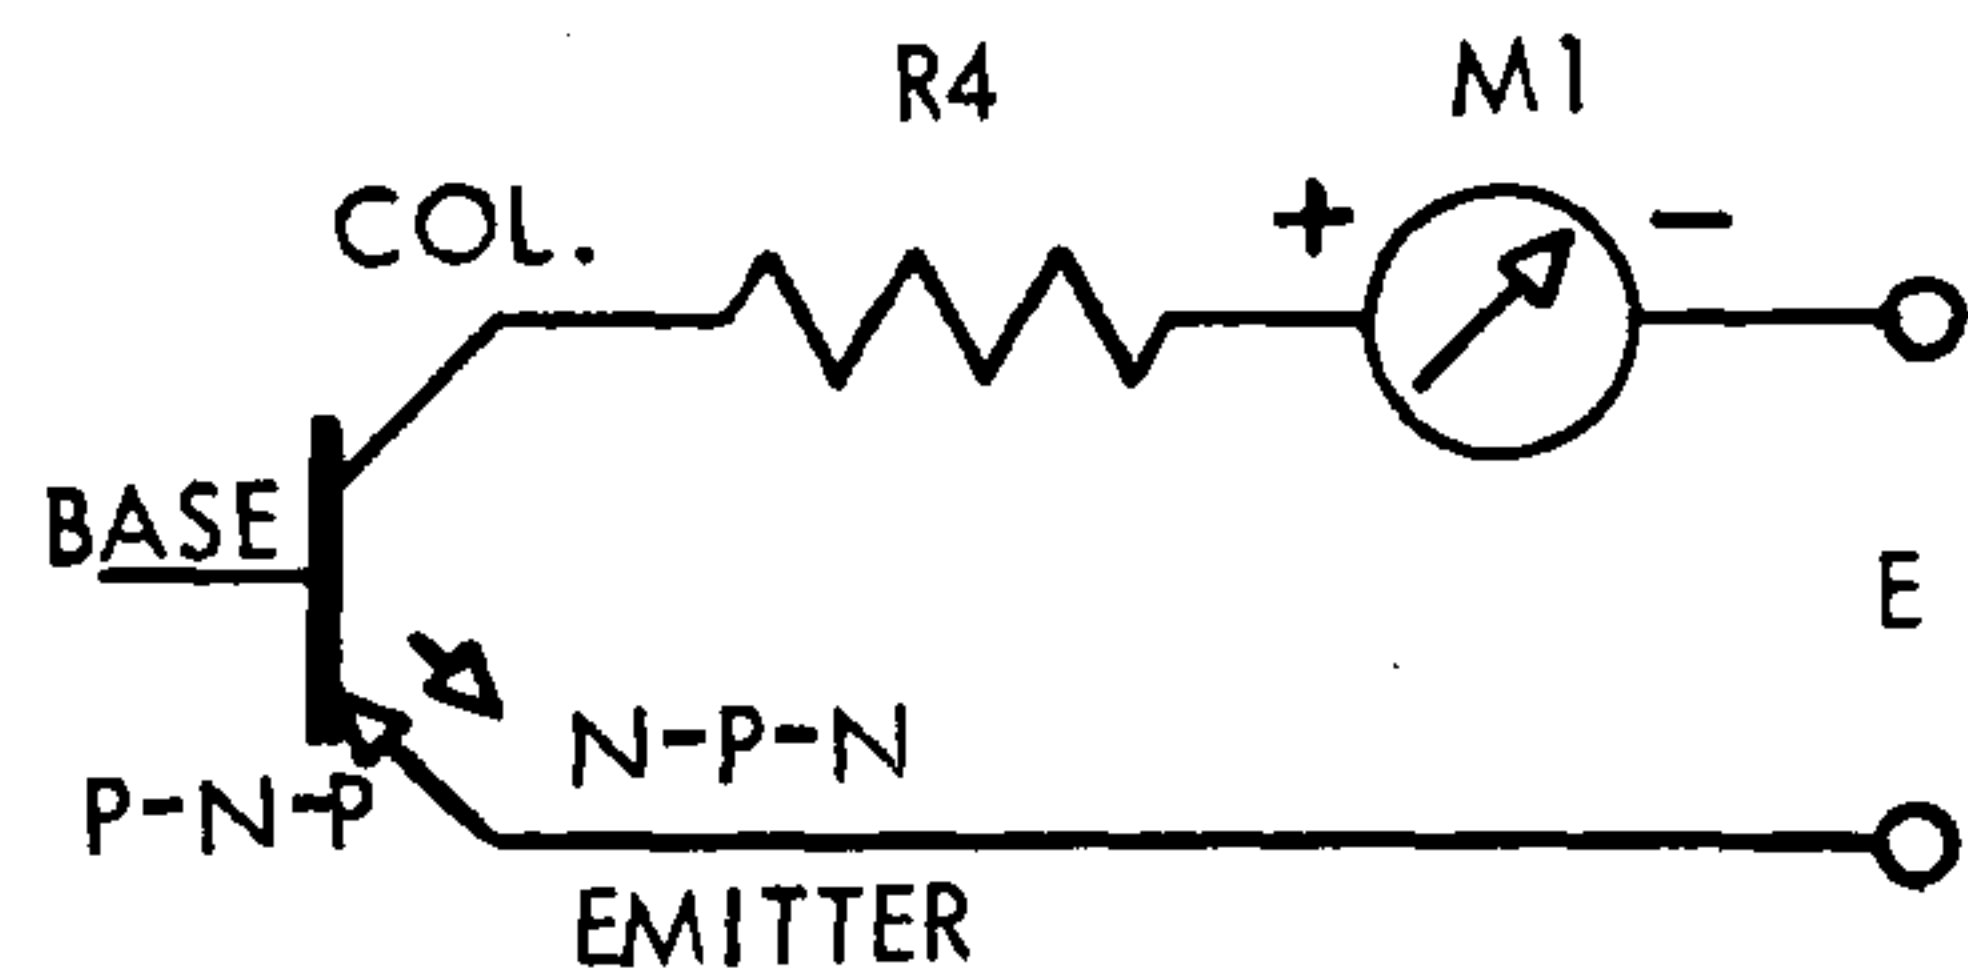 R4
M1
COL.
+
-
BASE
E
N-P-N
P-N-P
EMITTER